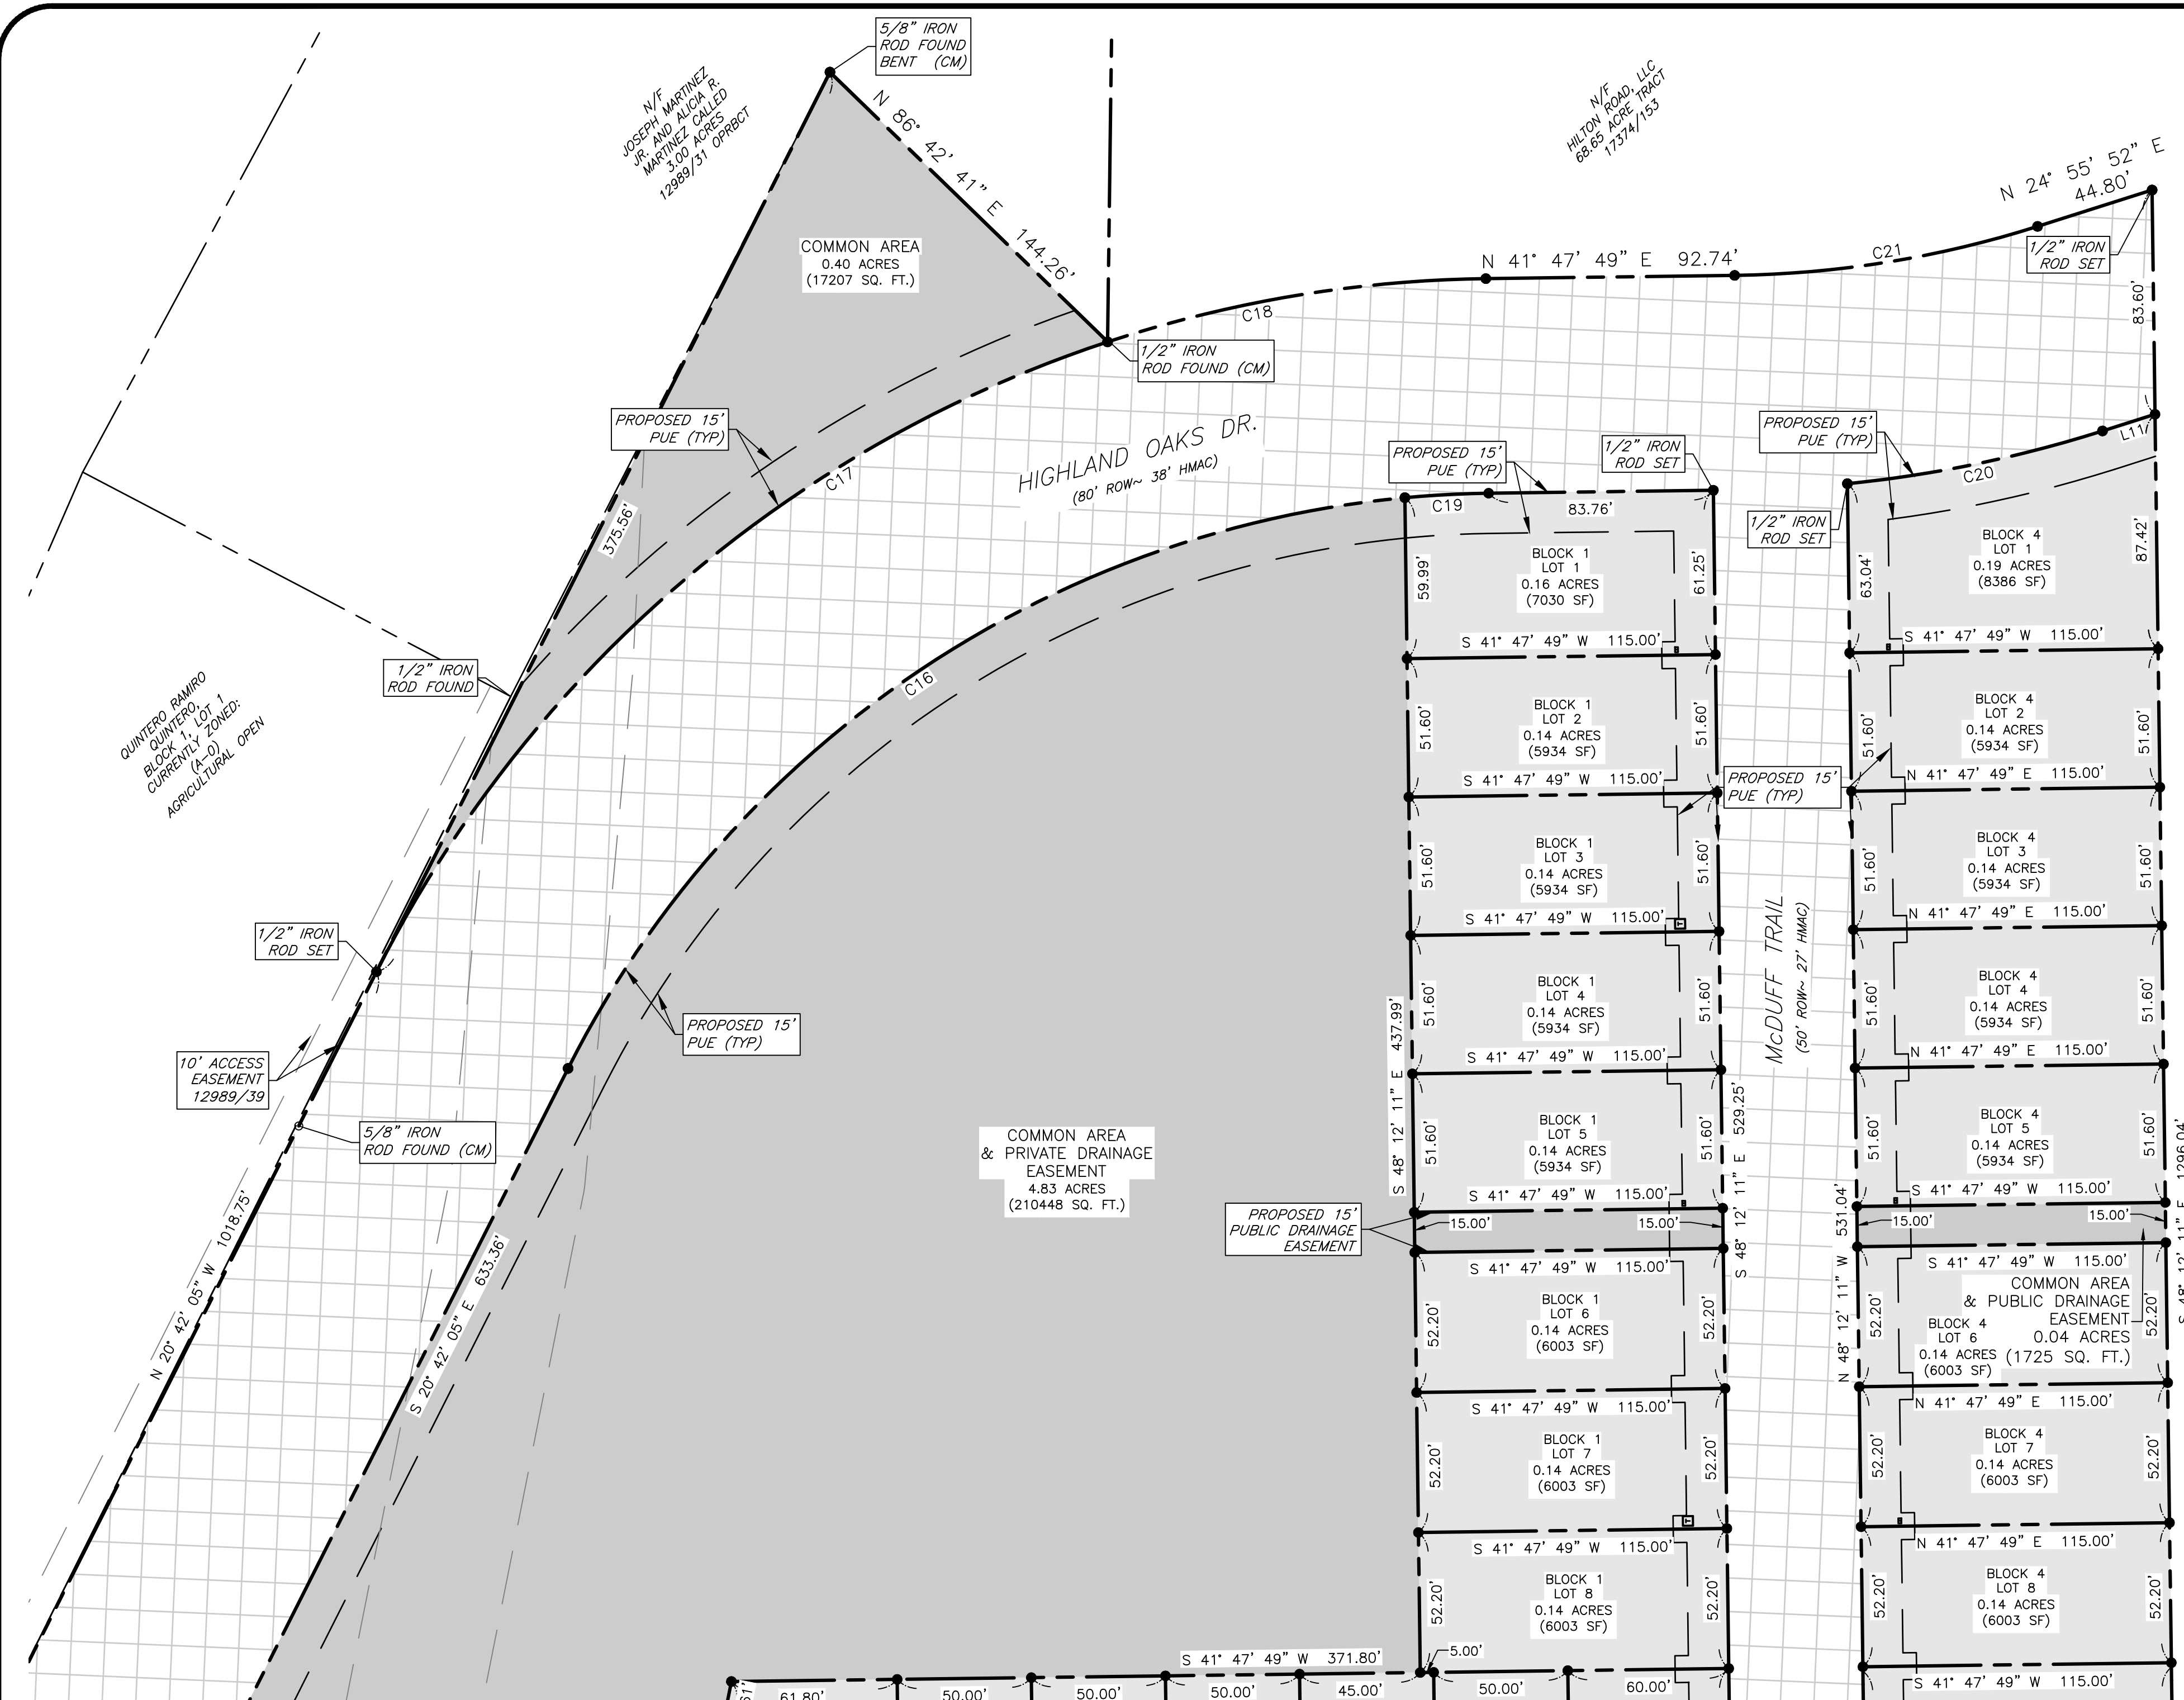 5/8" IRON
ROD FOUND
BENT (CM)
N/F
JOSEPH MARTINEZ
JR. AND ALICIA R.
MARTINEZ CALLED
3.00 ACRES
12989/31 OPRBCT
N 86° 42' 41" E 144.26'
N/F
HILTON ROAD, LLC
68.65 ACRE TRACT
17374/153
N 24° 55' 52" E
44.80'
1/2" IRON
ROD SET
83.60'
COMMON AREA
0.40 ACRES
(17207 SQ. FT.)
N 41° 47' 49" E 92.74'
C21
C18
1/2" IRON
ROD FOUND (CM)
PROPOSED 15'
PUE (TYP)
C17
375.56'
HIGHLAND OAKS DR.
(80' ROW~ 38' HMAC)
PROPOSED 15'
PUE (TYP)
1/2" IRON
ROD SET
PROPOSED 15'
PUE (TYP)
L11
C20
C19
83.76'
1/2" IRON
ROD SET
C16
59.99'
BLOCK 1
LOT 1
0.16 ACRES
(7030 SF)
61.25'
63.04'
BLOCK 4
LOT 1
0.19 ACRES
(8386 SF)
87.42'
S 41° 47' 49" W 115.00'
S 41° 47' 49" W 115.00'
1/2" IRON
ROD FOUND
QUINTERO RAMIRO
QUINTERO,
BLOCK 1, LOT 1
CURRENTLY ZONED:
(A-O)
AGRICULTURAL OPEN
51.60'
BLOCK 1
LOT 2
0.14 ACRES
(5934 SF)
51.60'
51.60'
BLOCK 4
LOT 2
0.14 ACRES
(5934 SF)
51.60'
S 41° 47' 49" W 115.00'
PROPOSED 15'
PUE (TYP)
N 41° 47' 49" E 115.00'
51.60'
BLOCK 1
LOT 3
0.14 ACRES
(5934 SF)
51.60'
51.60'
BLOCK 4
LOT 3
0.14 ACRES
(5934 SF)
51.60'
S 41° 47' 49" W 115.00'
T
N 41° 47' 49" E 115.00'
McDUFF TRAIL
(50' ROW~ 27' HMAC)
1/2" IRON
ROD SET
51.60'
BLOCK 1
LOT 4
0.14 ACRES
(5934 SF)
51.60'
51.60'
BLOCK 4
LOT 4
0.14 ACRES
(5934 SF)
51.60'
PROPOSED 15'
PUE (TYP)
S 41° 47' 49" W 115.00'
N 41° 47' 49" E 115.00'
10' ACCESS
EASEMENT
12989/39
5/8" IRON
ROD FOUND (CM)
COMMON AREA
& PRIVATE DRAINAGE
EASEMENT
4.83 ACRES
(210448 SQ. FT.)
S 48° 12' 11" E 437.99'
51.60'
BLOCK 1
LOT 5
0.14 ACRES
(5934 SF)
51.60'
S 48° 12' 11" E 529.25'
51.60'
BLOCK 4
LOT 5
0.14 ACRES
(5934 SF)
51.60'
S 48° 12' 11" E 1296.04'
S 41° 47' 49" W 115.00'
S 41° 47' 49" W 115.00'
PROPOSED 15'
PUBLIC DRAINAGE
EASEMENT
15.00'
15.00'
15.00'
15.00'
N 48° 12' 11" W 531.04'
S 41° 47' 49" W 115.00'
S 41° 47' 49" W 115.00'
N 20° 42' 05" W 1018.75'
S 20° 42' 05" E 633.36'
52.20'
BLOCK 1
LOT 6
0.14 ACRES
(6003 SF)
52.20'
52.20'
COMMON AREA
& PUBLIC DRAINAGE
EASEMENT
0.04 ACRES
(1725 SQ. FT.)
BLOCK 4
LOT 6
0.14 ACRES
(6003 SF)
52.20'
S 41° 47' 49" W 115.00'
N 41° 47' 49" E 115.00'
52.20'
BLOCK 1
LOT 7
0.14 ACRES
(6003 SF)
52.20'
52.20'
BLOCK 4
LOT 7
0.14 ACRES
(6003 SF)
52.20'
T
S 41° 47' 49" W 115.00'
N 41° 47' 49" E 115.00'
52.20'
BLOCK 1
LOT 8
0.14 ACRES
(6003 SF)
52.20'
52.20'
BLOCK 4
LOT 8
0.14 ACRES
(6003 SF)
52.20'
S 41° 47' 49" W 371.80'
5.00'
S 41° 47' 49" W 115.00'
61.80'
50.00'
50.00'
50.00'
45.00'
50.00'
60.00'